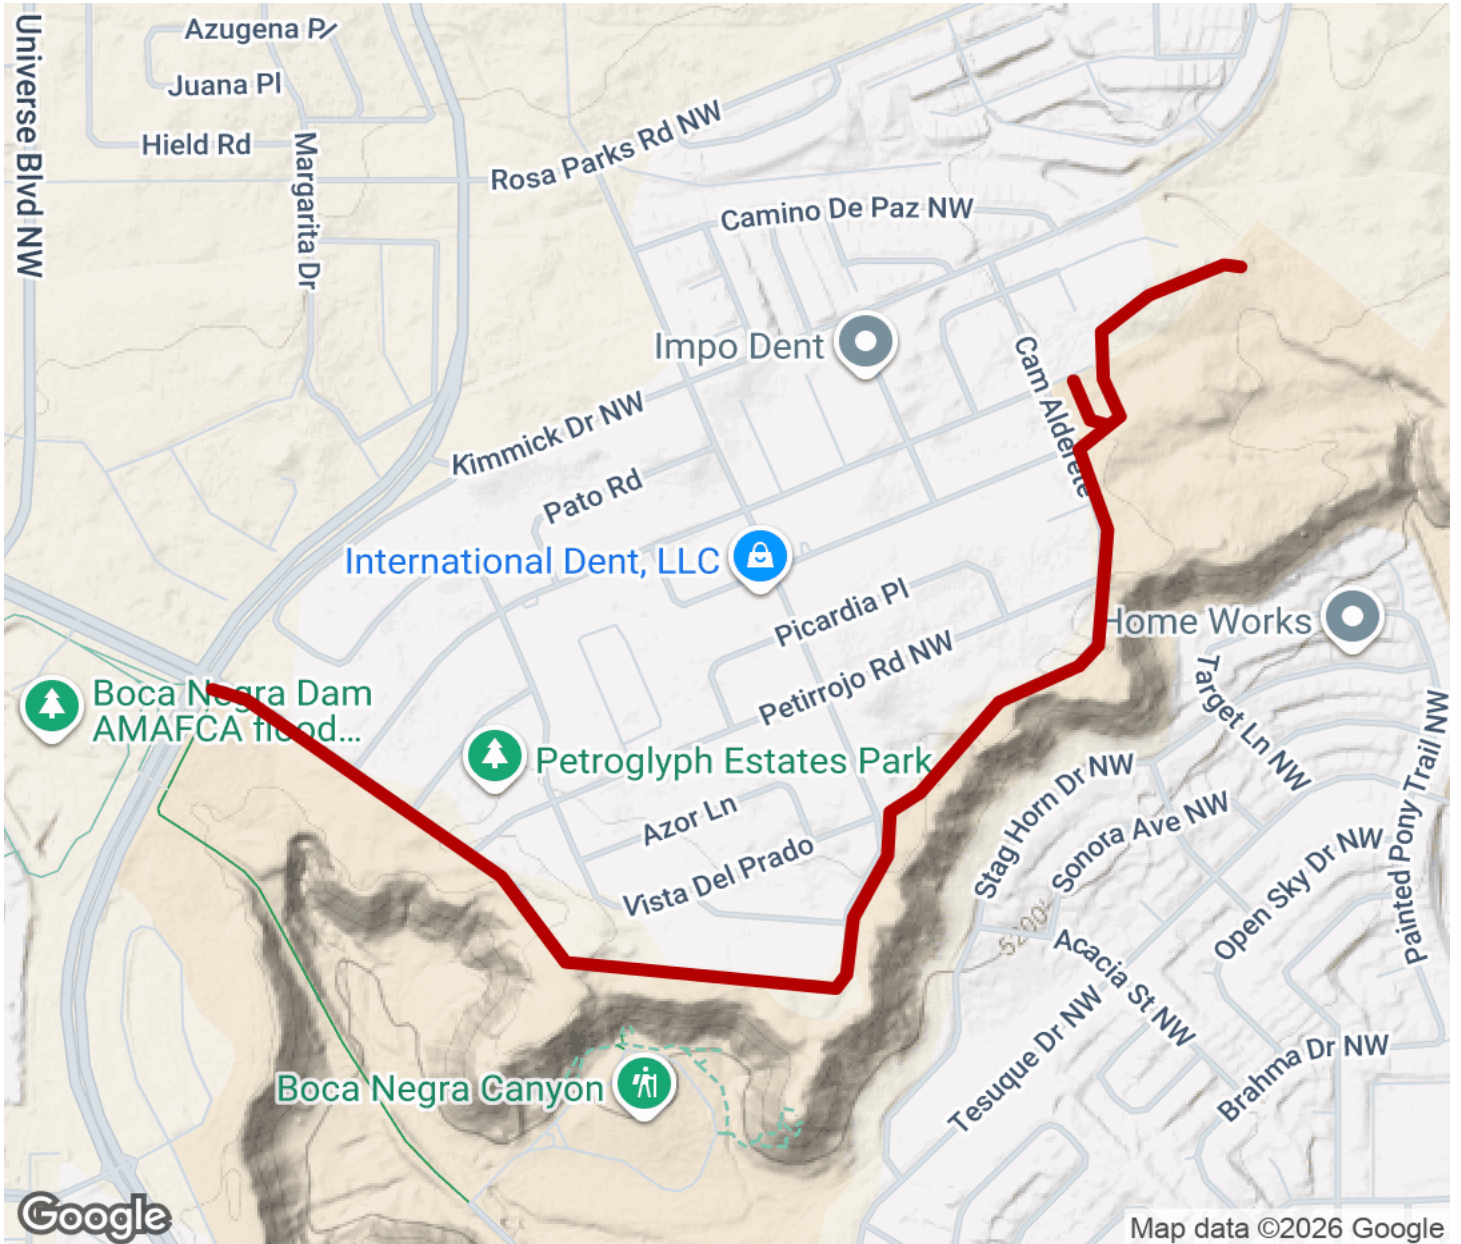 Universe Blvd NW
Azugena Pl
Juana Pl
Hield Rd
Margarita Dr
Rosa Parks Rd NW
Camino De Paz NW
Impo Dent
Cam Alderete
Kimmick Dr NW
Pato Rd
International Dent, LLC
Picardia Pl
Home Works
Petirrojo Rd NW
Target Ln NW
Boca Negra Dam
AMAFCA flood...
Petroglyph Estates Park
Painted Pony Trail NW
Stag Horn Dr NW
Azor Ln
Sonora Ave NW
Vista Del Prado
Open Sky Dr NW
5200'
Acacia St NW
Tesuque Dr NW
Boca Negra Canyon
Brahma Dr NW
Google
Map data ©2026 Google